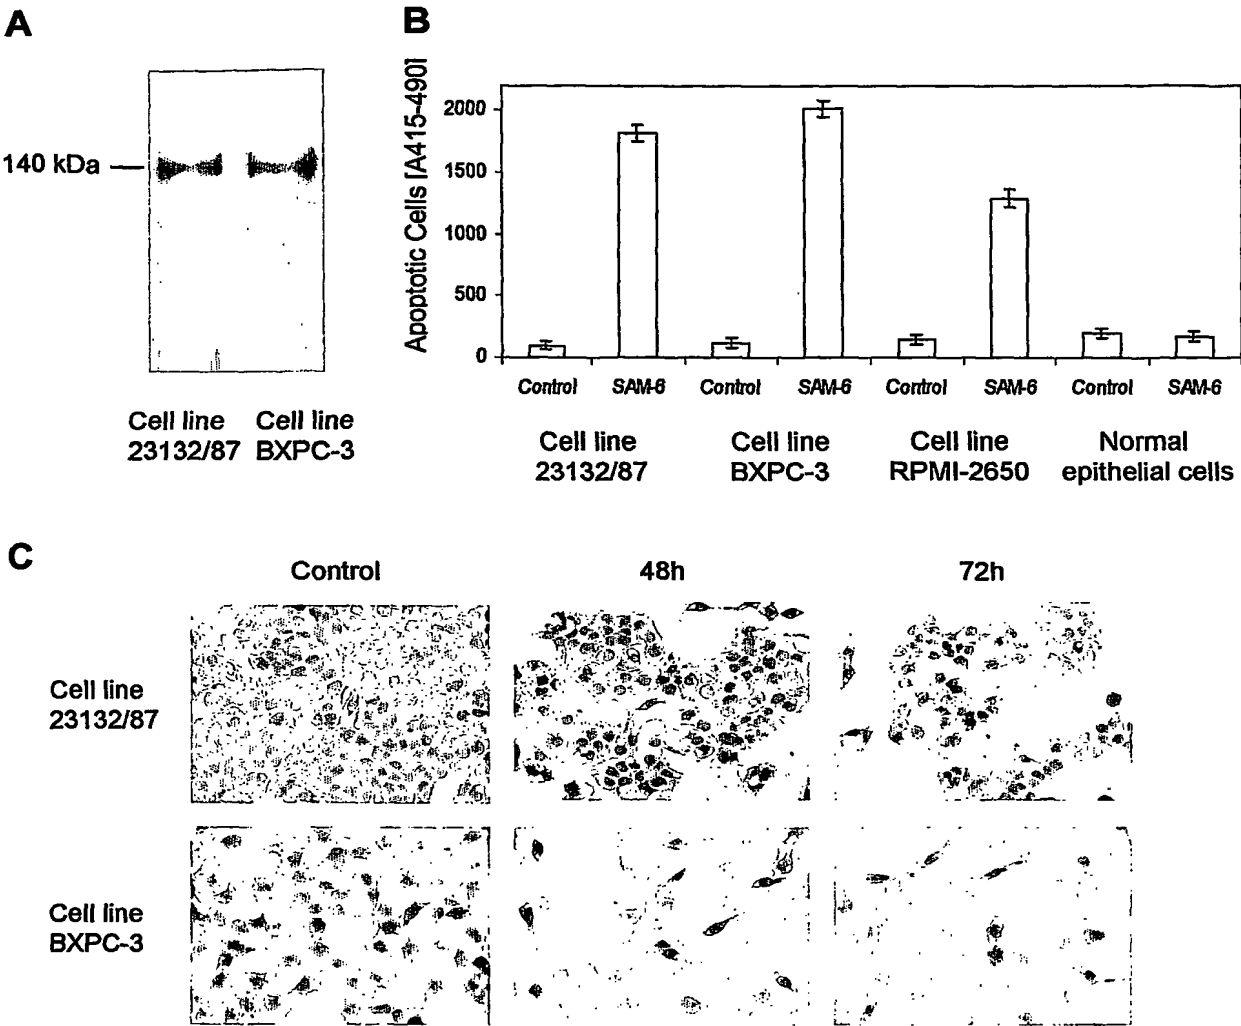 A
140 kDa
Cell line
23132/87
Cell line
BXPC-3
B
Apoptotic Cells [A415-490]
2000
1500
1000
500
0
Control
SAM-6
Control
SAM-6
Control
SAM-6
Control
SAM-6
Cell line
23132/87
Cell line
BXPC-3
Cell line
RPMI-2650
Normal
epithelial cells
C
Control
48h
72h
Cell line
23132/87
Cell line
BXPC-3